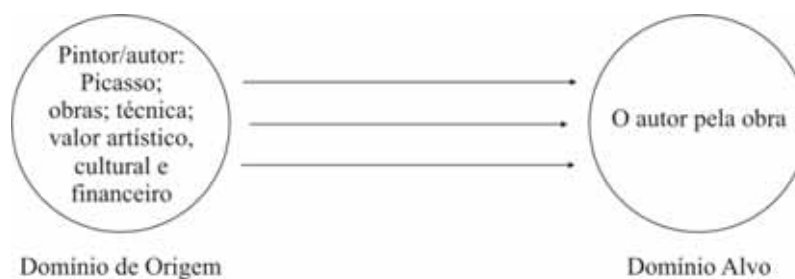 Pintor/autor:
Picasso;
obras; técnica;
valor artístico,
cultural e
financeiro
O autor pela obra
Domínio de Origem
Domínio Alvo